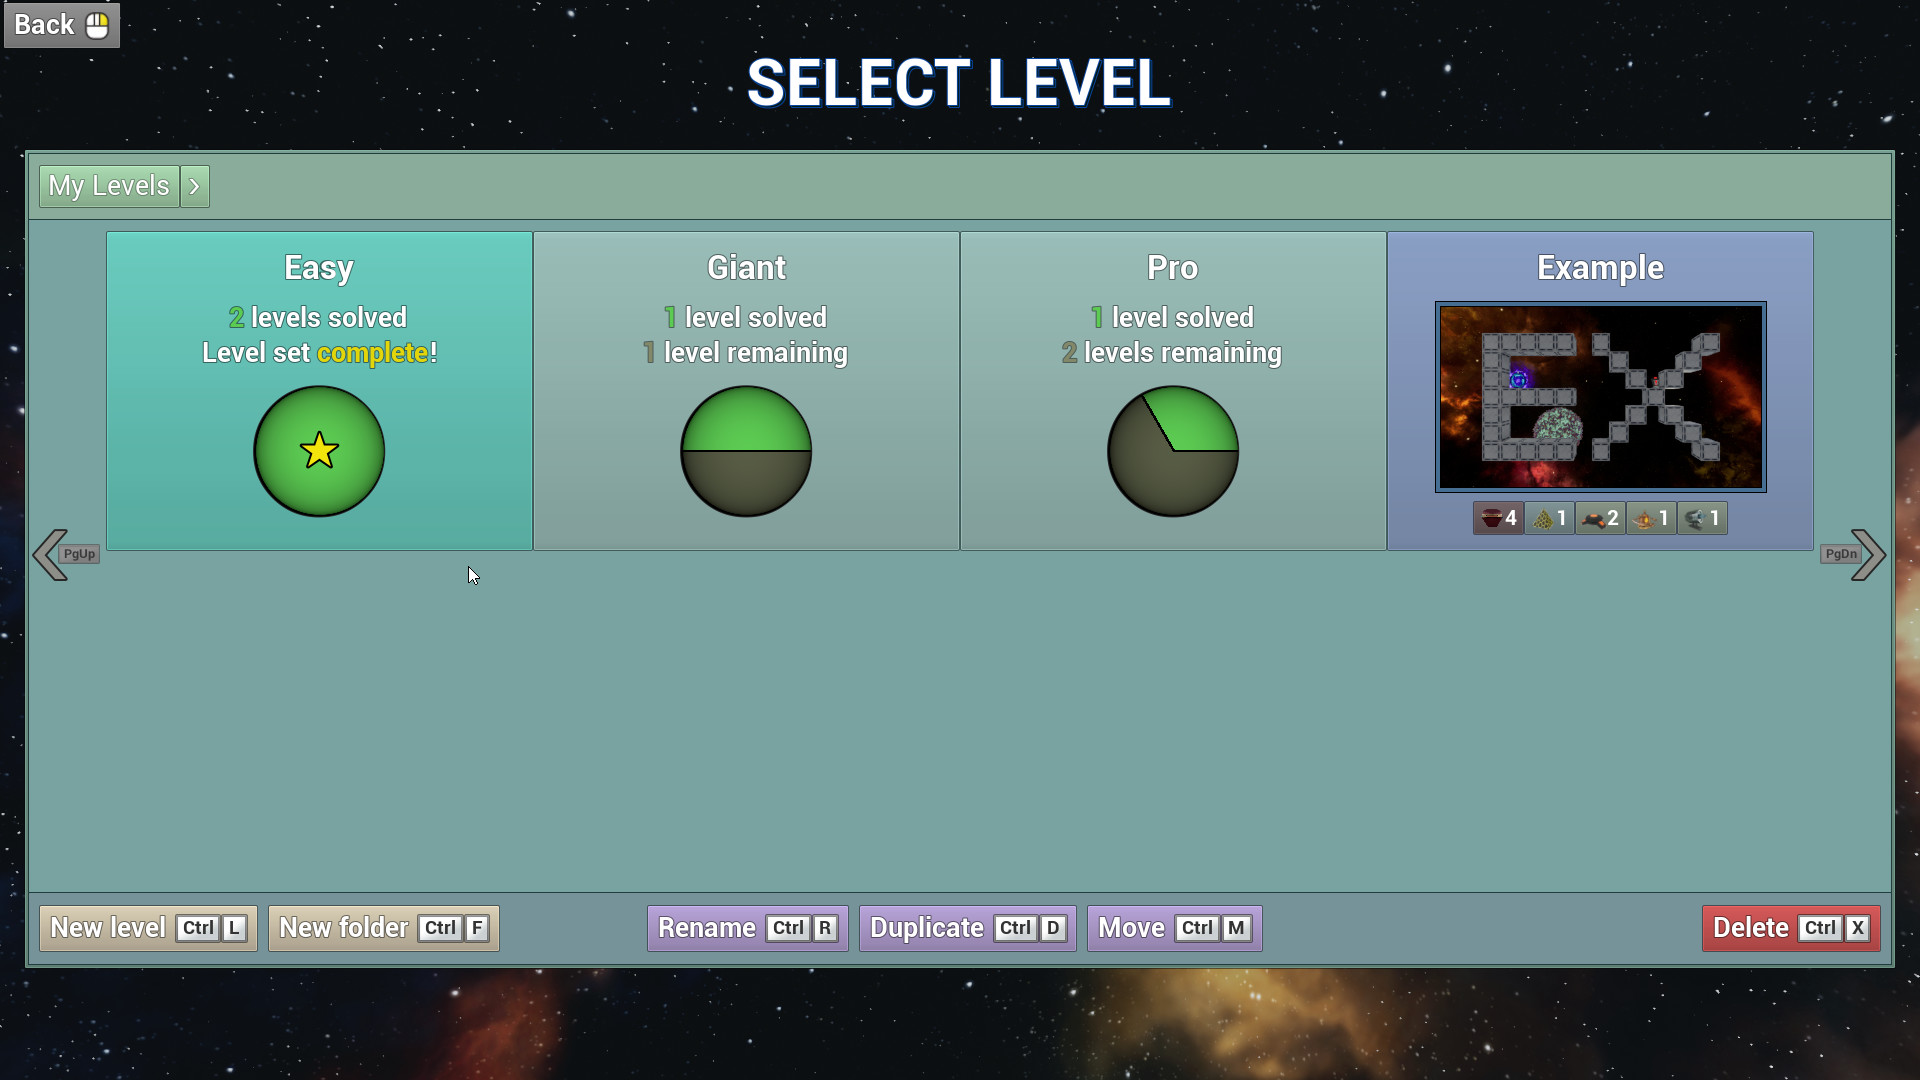 Back
SELECT LEVEL
My Levels >
Easy
2 levels solved
Level set complete!
Giant
1 level solved
1 level remaining
Pro
1 level solved
2 levels remaining
Example
4 1 2 1 1
PgUp
PgDn
New level Ctrl L
New folder Ctrl F
Rename Ctrl R
Duplicate Ctrl D
Move Ctrl M
Delete Ctrl X